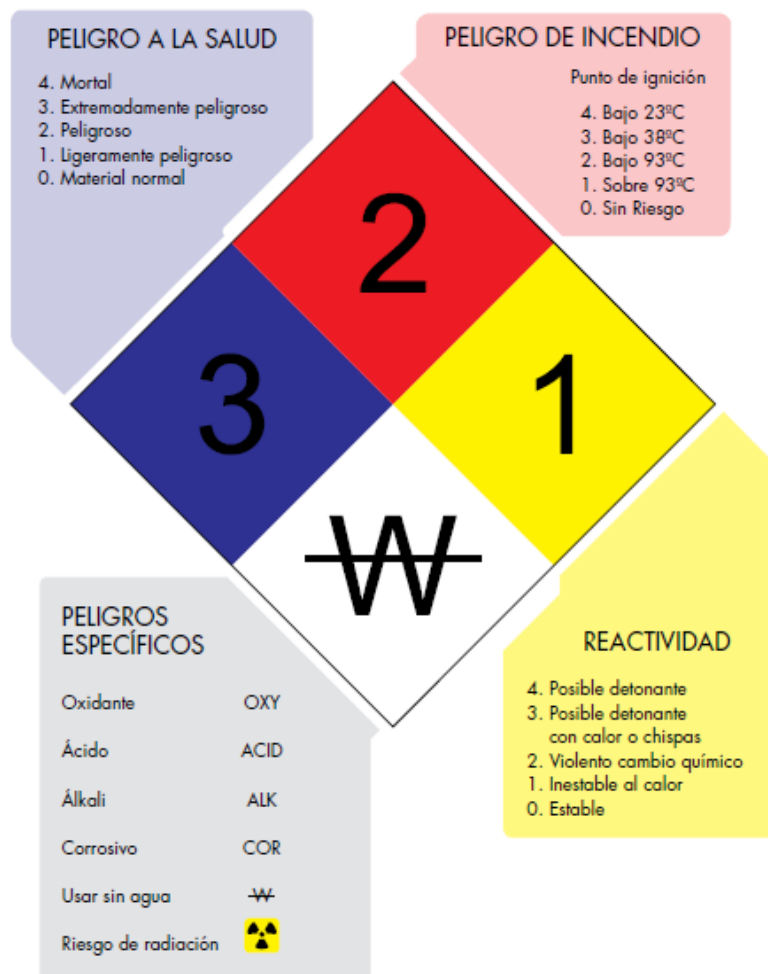 PELIGRO A LA SALUD
4. Mortal
3. Extremadamente peligroso
2. Peligroso
1. Ligeramente peligroso
0. Material normal
PELIGRO DE INCENDIO
Punto de ignición
4. Bajo 23ºC
3. Bajo 38ºC
2. Bajo 93ºC
1. Sobre 93ºC
0. Sin Riesgo
2
3
1
W
PELIGROS
ESPECÍFICOS
Oxidante OXY
Ácido ACID
Álkali ALK
Corrosivo COR
Usar sin agua W
Riesgo de radiación
REACTIVIDAD
4. Posible detonante
3. Posible detonante
con calor o chispas
2. Violento cambio químico
1. Inestable al calor
0. Estable